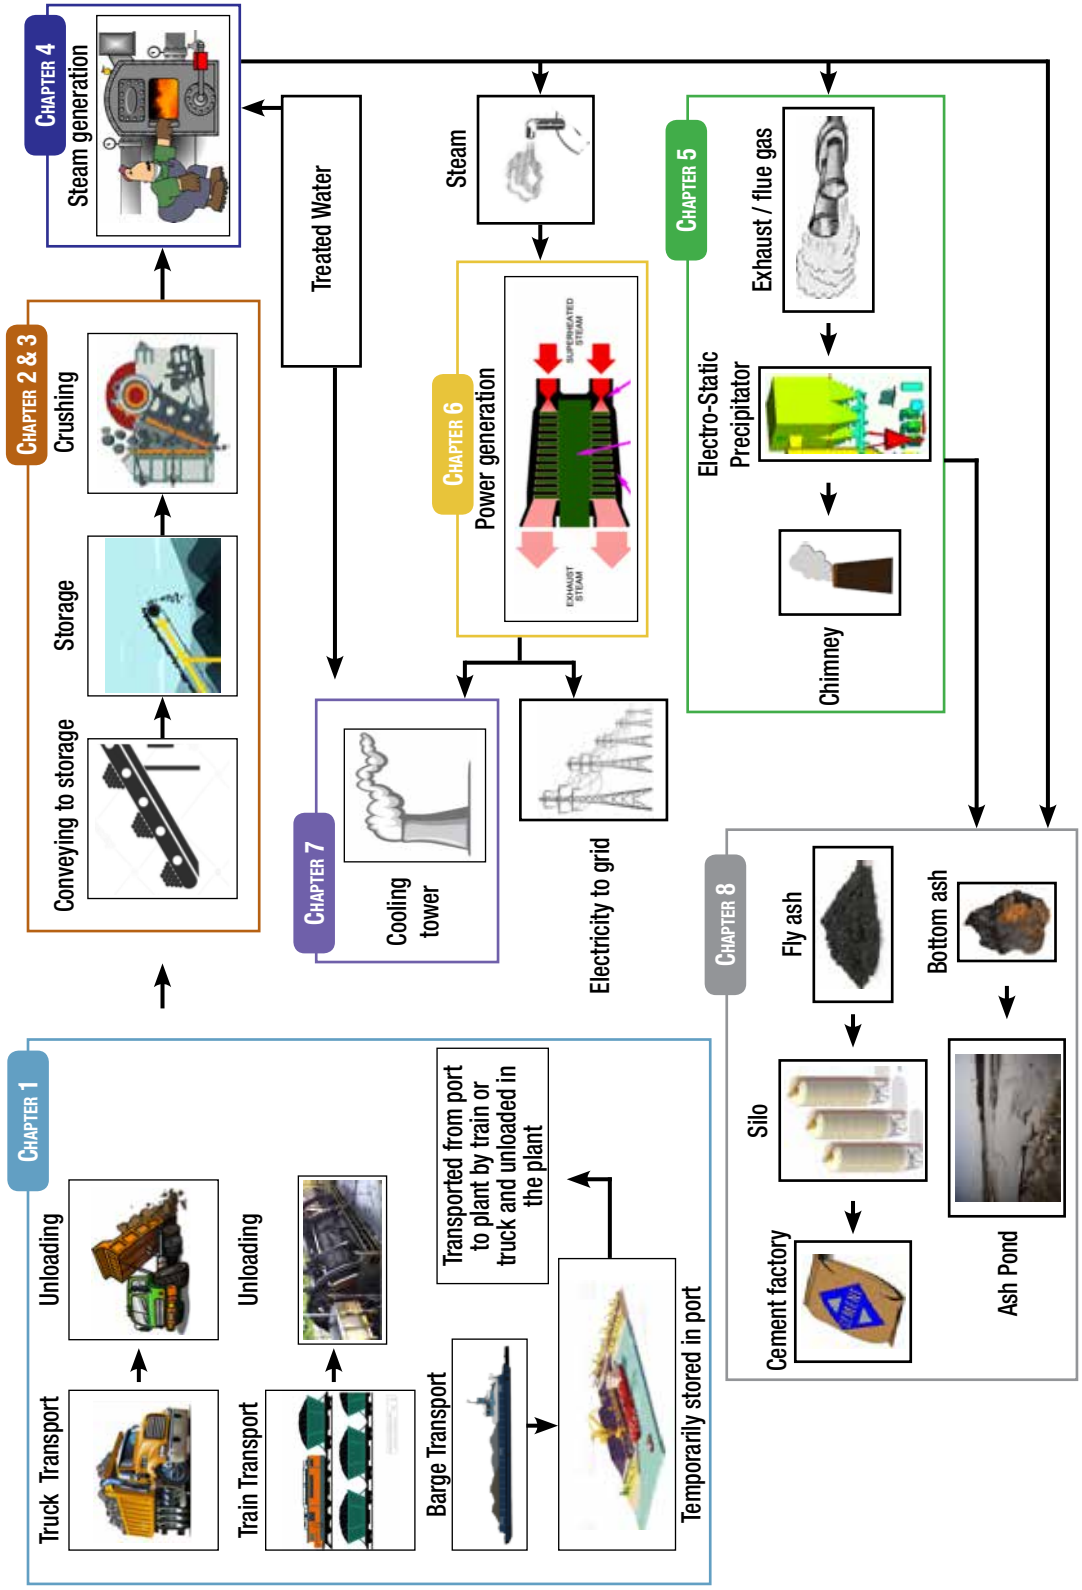 CHAPTER 1
Truck Transport
Unloading
Train Transport
Unloading
Barge Transport
Temporarily stored in port
Transported from port
to plant by train or
truck and unloaded in
the plant
CHAPTER 2 & 3
Conveying to storage
Storage
Crushing
CHAPTER 4
Steam generation
Treated Water
CHAPTER 7
Cooling
tower
Electricity to grid
CHAPTER 6
Power generation
EXHAUST
STEAM
SUPERHEATED
STEAM
Steam
CHAPTER 5
Exhaust / flue gas
Electro-Static
Precipitator
Chimney
CHAPTER 8
Fly ash
Silo
Cement factory
CEMENT
Bottom ash
Ash Pond